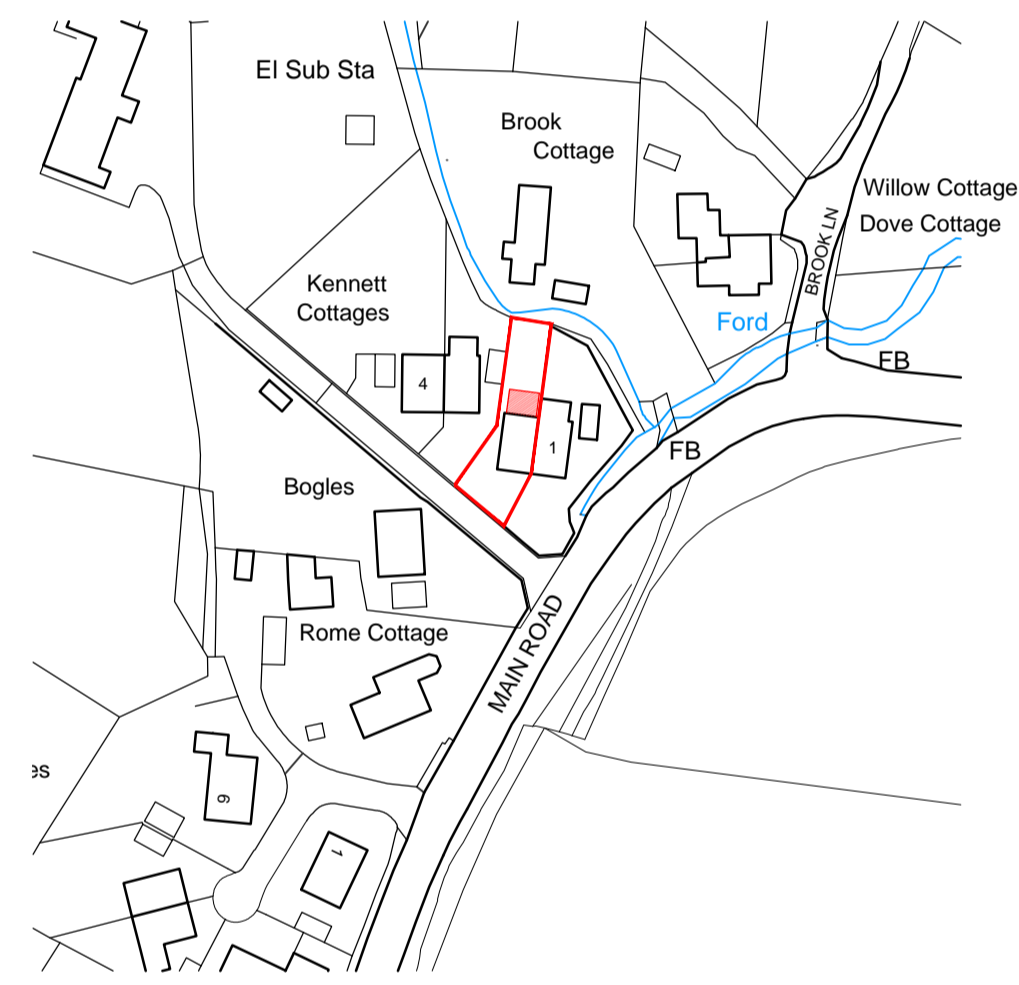 El Sub Sta
Brook
Cottage
Willow Cottage
Dove Cottage
BROOK LN
Kennett
Cottages
Ford
FB
4
1
FB
Bogles
MAIN ROAD
Rome Cottage
es
9
1